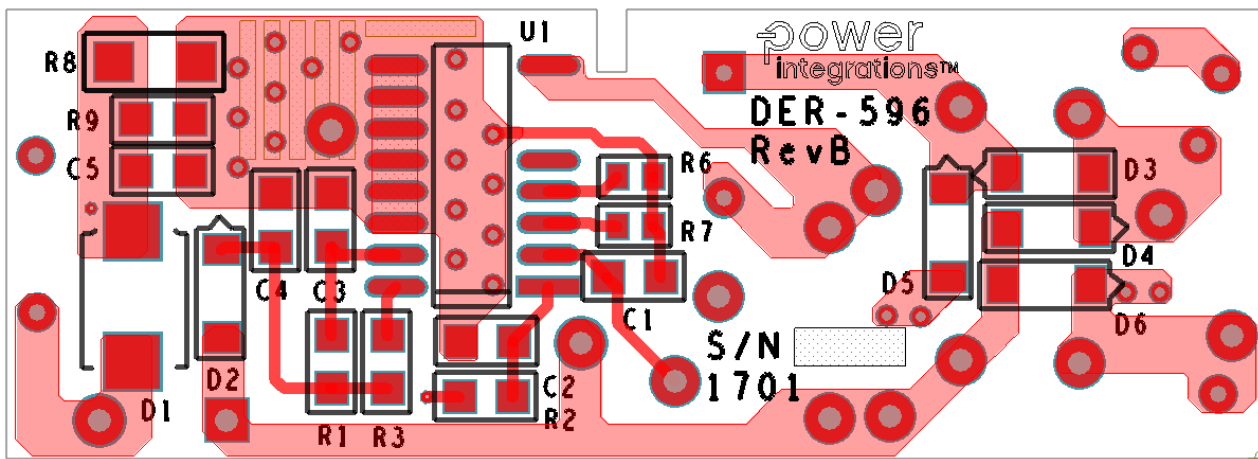 U1
power
integrations™
DER-596
RevB
R8
R9
C5
R6
R7
D3
D4
D5
D6
C4
C3
C1
S/N
1701
D2
D1
C2
R2
R1
R3